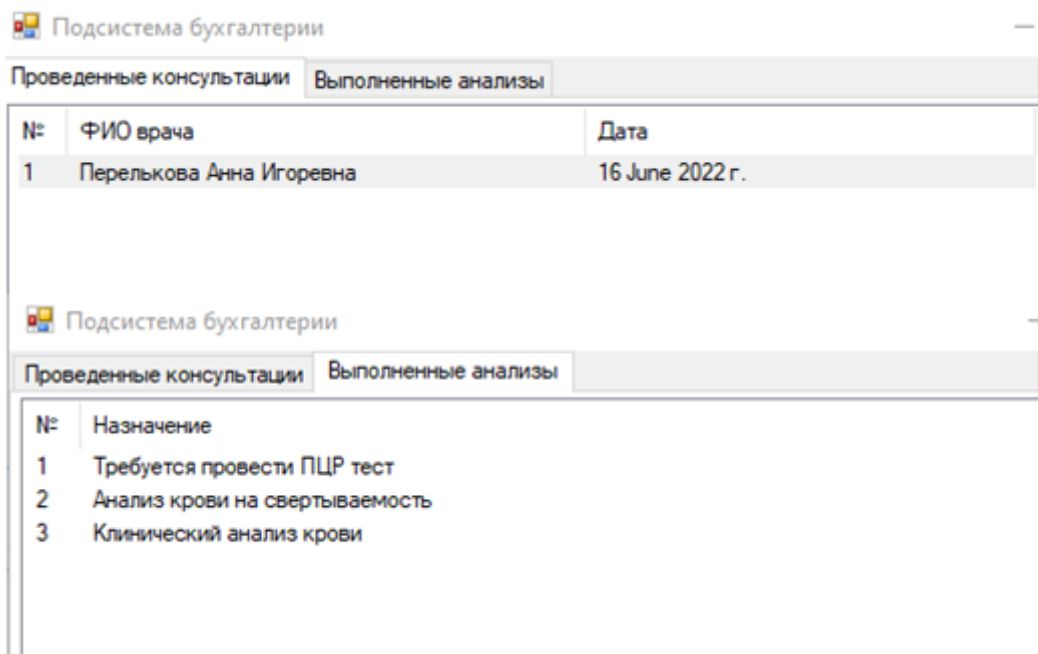 Подсистема бухгалтерии
Проведенные консультации Выполненные анализы
№ ФИО врача Дата
1 Перелькова Анна Игоревна 16 June 2022 г.
Подсистема бухгалтерии
Проведенные консультации Выполненные анализы
№ Назначение
1 Требуется провести ПЦР тест
2 Анализ крови на свертываемость
3 Клинический анализ крови